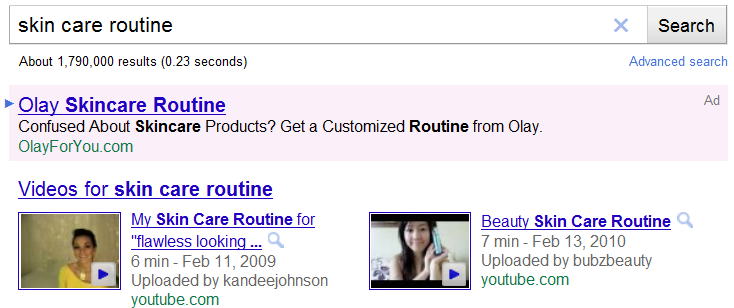 skin care routine
Search
About 1,790,000 results (0.23 seconds)
Advanced search
Olay Skincare Routine
Ad
Confused About Skincare Products? Get a Customized Routine from Olay.
OlayForYou.com
Videos for skin care routine
My Skin Care Routine for
"flawless looking ...
6 min - Feb 11, 2009
Uploaded by kandeejohnson
youtube.com
Beauty Skin Care Routine
7 min - Feb 13, 2010
Uploaded by bubzbeauty
youtube.com